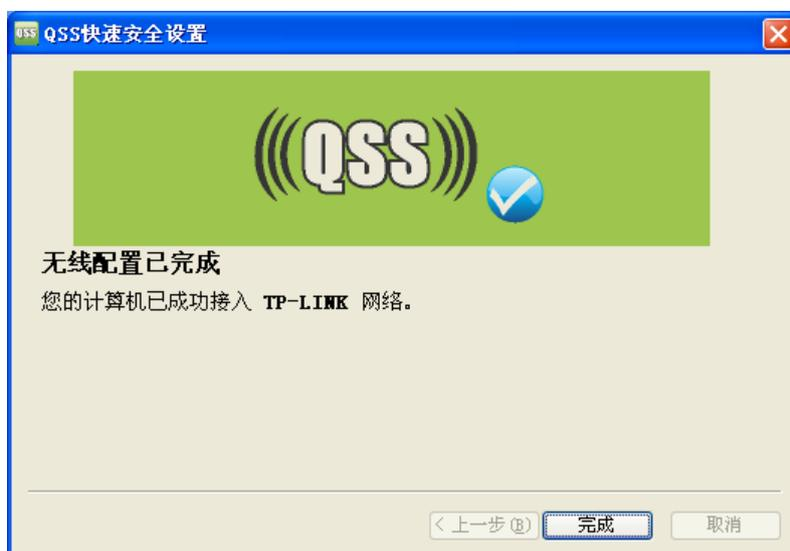 QSS QSS快速安全设置
(((QSS)))
无线配置已完成
您的计算机已成功接入 TP-LINK 网络。
< 上一步(B) 完成 取消